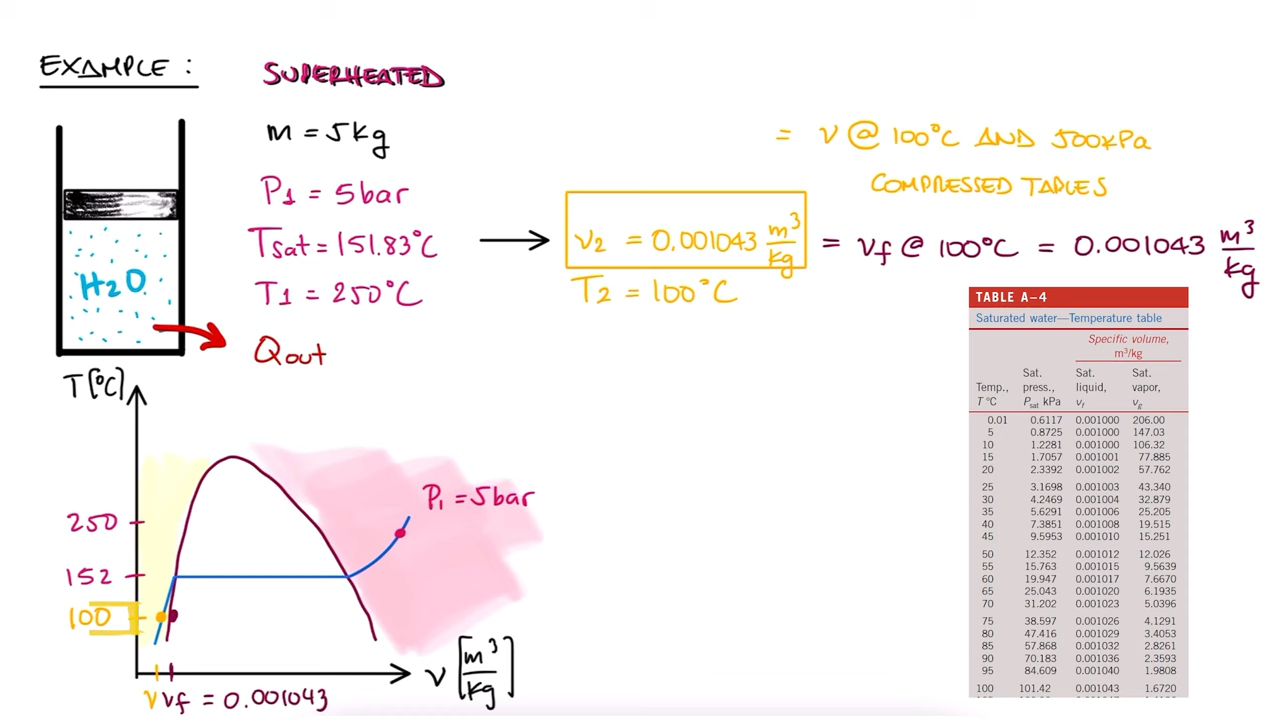 EXAMPLE:
SUPERHEATED
m = 5kg
P1 = 5bar
Tsat = 151.83°C
T1 = 250°C
H2O
Qout
ν2 = 0.001043 m³/kg
T2 = 100°C
= ν @ 100°C AND 500kPa
COMPRESSED TABLES
= νf @ 100°C = 0.001043 m³/kg
T[°C]
250
152
100
P1 = 5bar
ν νf = 0.001043
ν [m³/kg]
TABLE A–4
Saturated water—Temperature table
Specific volume,
m³/kg
Sat. Sat. Sat.
Temp., press., liquid, vapor,
T °C Psat kPa vf vg
0.01 0.6117 0.001000 206.00
5 0.8725 0.001000 147.03
10 1.2281 0.001000 106.32
15 1.7057 0.001001 77.885
20 2.3392 0.001002 57.762
25 3.1698 0.001003 43.340
30 4.2469 0.001004 32.879
35 5.6291 0.001006 25.205
40 7.3851 0.001008 19.515
45 9.5953 0.001010 15.251
50 12.352 0.001012 12.026
55 15.763 0.001015 9.5639
60 19.947 0.001017 7.6670
65 25.043 0.001020 6.1935
70 31.202 0.001023 5.0396
75 38.597 0.001026 4.1291
80 47.416 0.001029 3.4053
85 57.868 0.001032 2.8261
90 70.183 0.001036 2.3593
95 84.609 0.001040 1.9808
100 101.42 0.001043 1.6720